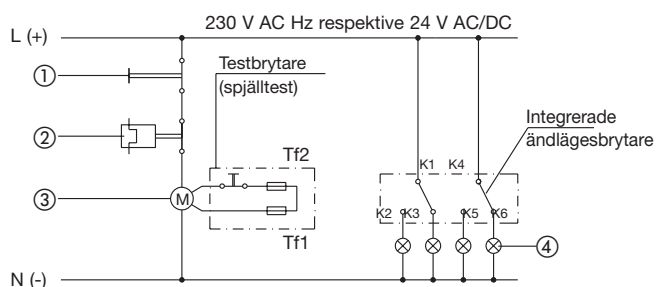 230 V AC Hz respektive 24 V AC/DC
L (+)
Testbrytare
(spjälltest)
1
Integrerade
ändlägesbrytare
2
Tf2
K1 K4
3
M
K2 K3 K5 K6
Tf1
4
N (-)